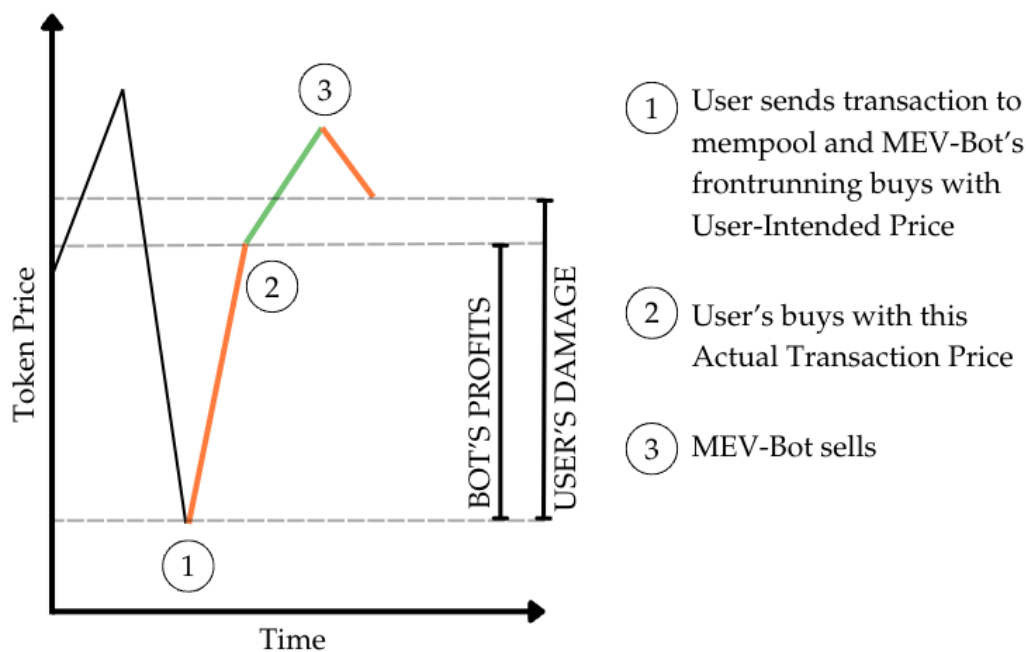 3
1
User sends transaction to
mempool and MEV-Bot's
frontrunning buys with
User-Intended Price
2
BOT'S PROFITS
USER'S DAMAGE
Token Price
2
User's buys with this
Actual Transaction Price
3
MEV-Bot sells
1
Time